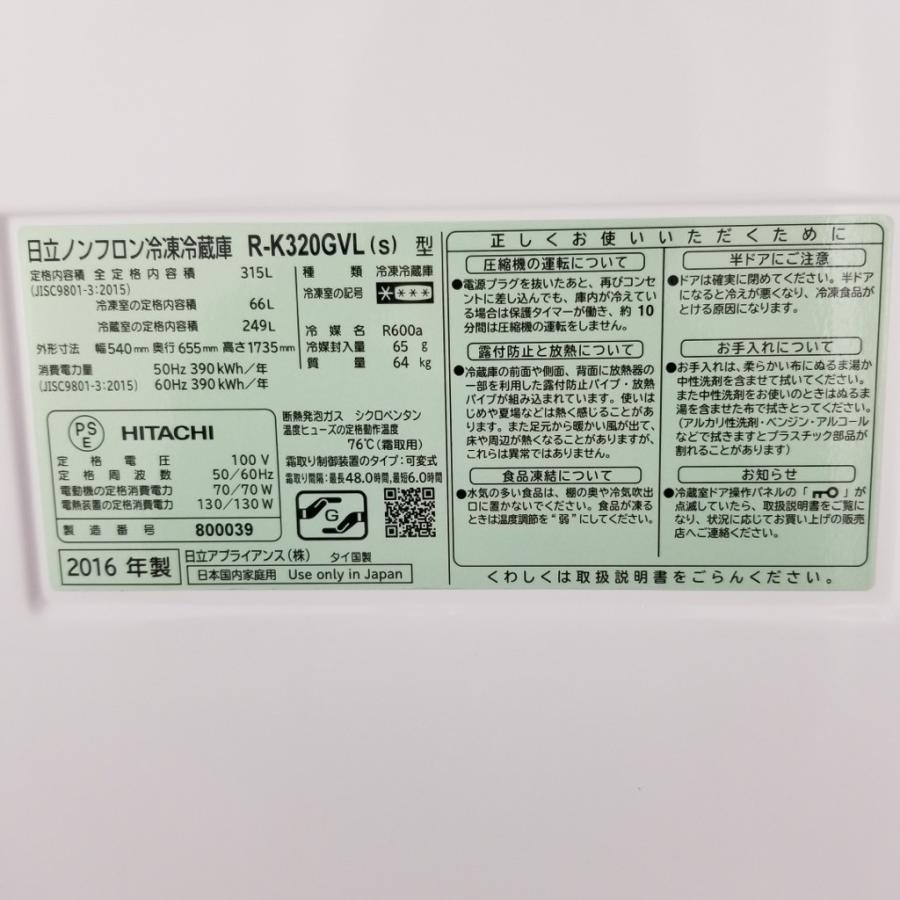 日立ノンフロン冷凍冷蔵庫 R-K320GVL(S) 型
定格内容積 全定格内容積 315L
(JISC9801-3:2015)
冷凍室の定格内容積 66L
冷蔵室の定格内容積 249L
外形寸法 幅540mm 奥行655mm 高さ1735mm
消費電力量 50Hz 390kWh/年
(JISC9801-3:2015) 60Hz 390kWh/年
種類 冷凍冷蔵庫
冷凍室の記号 ****
冷媒名 R600a
冷媒封入量 65 g
質量 64 kg
PS
E
HITACHI
定格電圧 100V
定格周波数 50/60Hz
電動機の定格消費電力 70/70W
電熱装置の定格消費電力 130/130W
製造番号 800039
断熱発泡ガス シクロペンタン
温度ヒューズの定格動作温度
76℃(霜取用)
霜取り制御装置のタイプ:可変式
霜取り間隔:最長48.0時間,最短6.0時間
G
2016 年製
日立アプライアンス(株) タイ国製
日本国内家庭用 Use only in Japan
正しくお使いいただくために
圧縮機の運転について
●電源プラグを抜いたあと、再びコンセ
ントに差し込んでも、庫内が冷えてい
る場合は保護タイマーが働き、約10
分間は圧縮機の運転をしません。
露付防止と放熱について
●冷蔵庫の前面や側面、背面に放熱器の
一部を利用した露付防止パイプ・放熱
パイプが組み込まれています。使いは
じめや夏場などは熱く感じることがあり
ます。また足元から暖かい風が出て、
床や周辺が熱くなることがありますが、
これらは異常ではありません。
食品凍結について
●水気の多い食品は、棚の奥や冷気吹出
口に置かないでください。食品が凍る
ときは温度調節を“弱”にしてください。
半ドアにご注意
●ドアは確実に閉めてください。半ドア
になると冷えが悪くなり、冷凍食品が
とける原因になります。
お手入れについて
●お手入れは、柔らかい布にぬるま湯か
中性洗剤を含ませて拭いてください。
また中性洗剤をお使いのときはぬるま
湯を含ませた布で拭きとってください。
(アルカリ性洗剤・ベンジン・アルコール
などで拭きますとプラスチック部品が
割れることがあります)
お知らせ
●冷蔵室ドア操作パネルの「 」が
点滅していたら、取扱説明書をご覧に
なり、状況に応じてお買い上げの販売
店へご連絡ください。
くわしくは取扱説明書をごらんください。